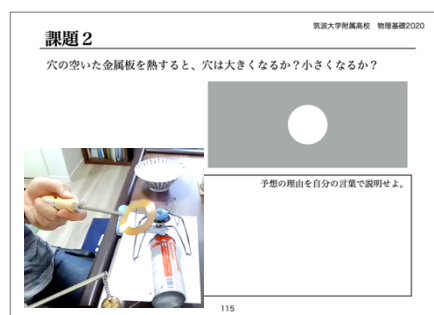 筑波大学附属高校　物理基礎2020
課題２
穴の空いた金属板を熱すると、穴は大きくなるか？小さくなるか？
予想の理由を自分の言葉で説明せよ。
115